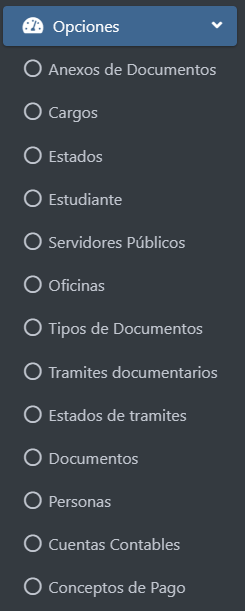 Opciones
Anexos de Documentos
Cargos
Estados
Estudiante
Servidores Públicos
Oficinas
Tipos de Documentos
Tramites documentarios
Estados de tramites
Documentos
Personas
Cuentas Contables
Conceptos de Pago